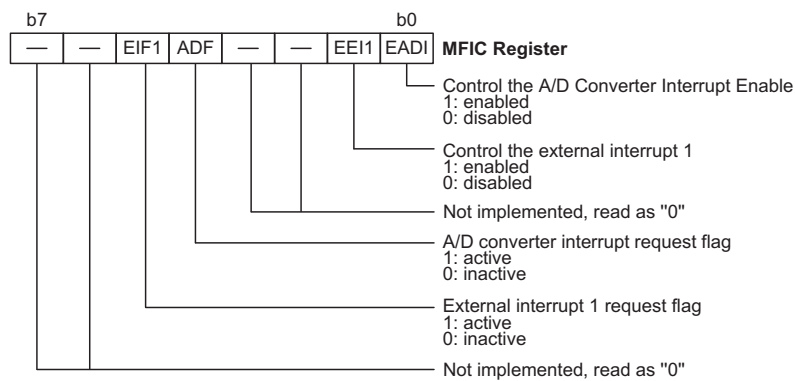 b7 b0
— — EIF1 ADF — — EEI1 EADI MFIC Register
Control the A/D Converter Interrupt Enable
1: enabled
0: disabled
Control the external interrupt 1
1: enabled
0: disabled
Not implemented, read as "0"
A/D converter interrupt request flag
1: active
0: inactive
External interrupt 1 request flag
1: active
0: inactive
Not implemented, read as "0"